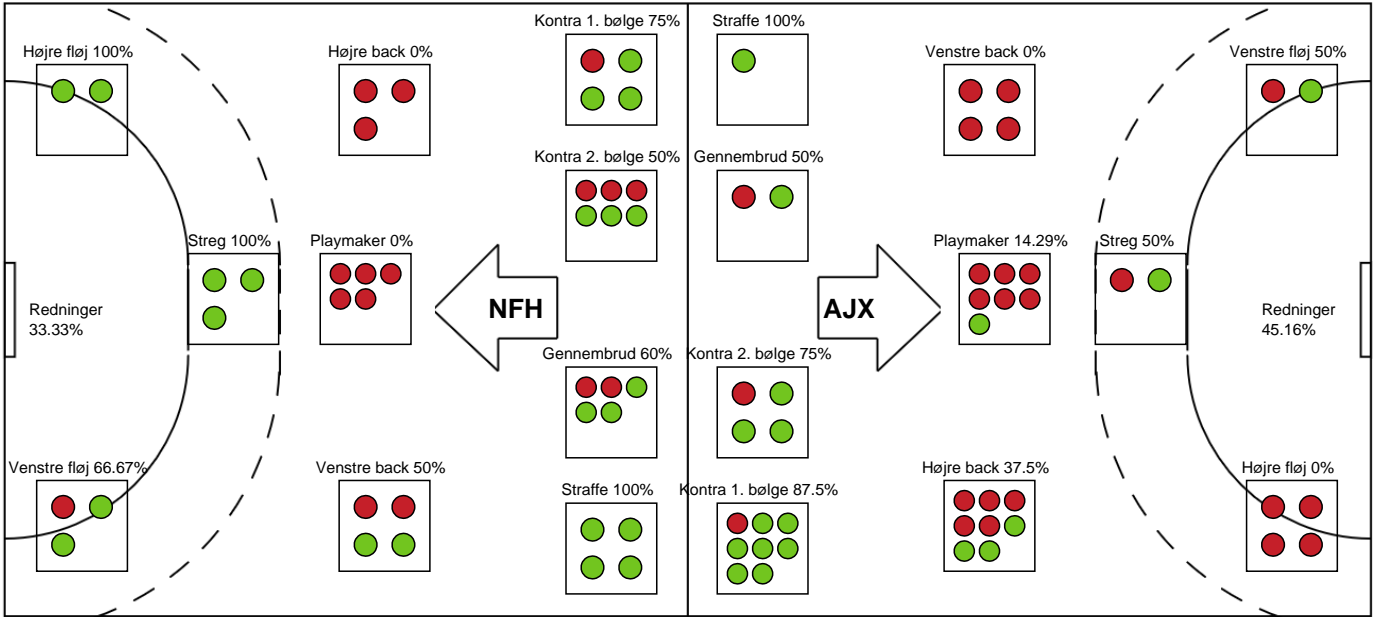 Kontra 1. bølge 75%
Straffe 100%
Højre fløj 100%
Højre back 0%
Venstre back 0%
Venstre fløj 50%
Kontra 2. bølge 50%
Gennembrud 50%
Streg 100%
Playmaker 0%
Playmaker 14.29%
Streg 50%
Redninger
33.33%
NFH
AJX
Redninger
45.16%
Gennembrud 60%
Kontra 2. bølge 75%
Venstre fløj 66.67%
Venstre back 50%
Straffe 100%
Kontra 1. bølge 87.5%
Højre back 37.5%
Højre fløj 0%